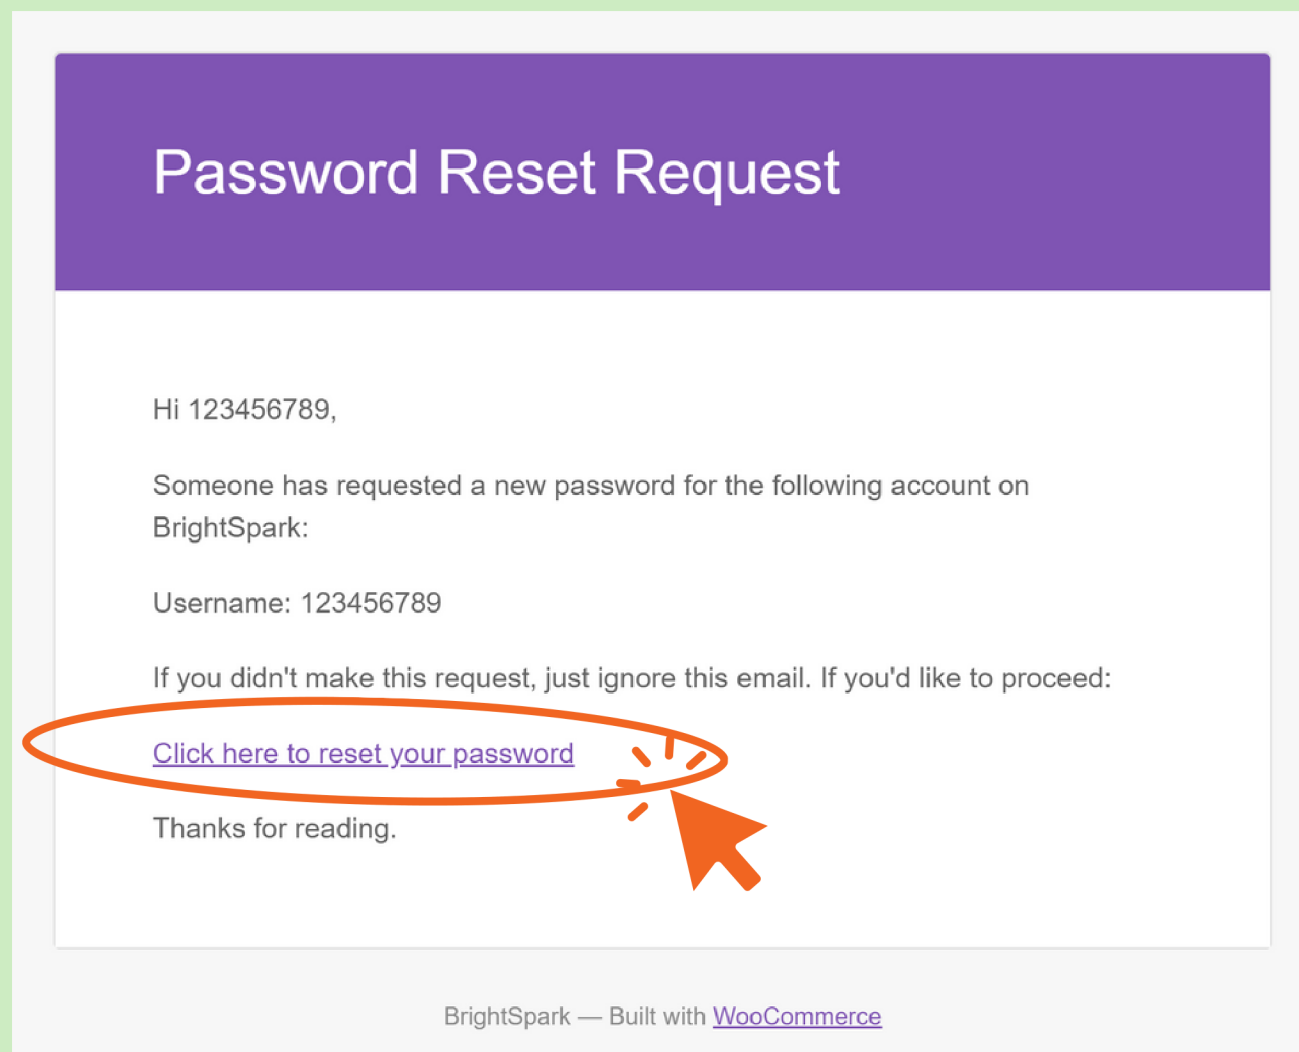 Password Reset Request
Hi 123456789,
Someone has requested a new password for the following account on
BrightSpark:
Username: 123456789
If you didn't make this request, just ignore this email. If you'd like to proceed:
Click here to reset your password
Thanks for reading.
BrightSpark — Built with WooCommerce